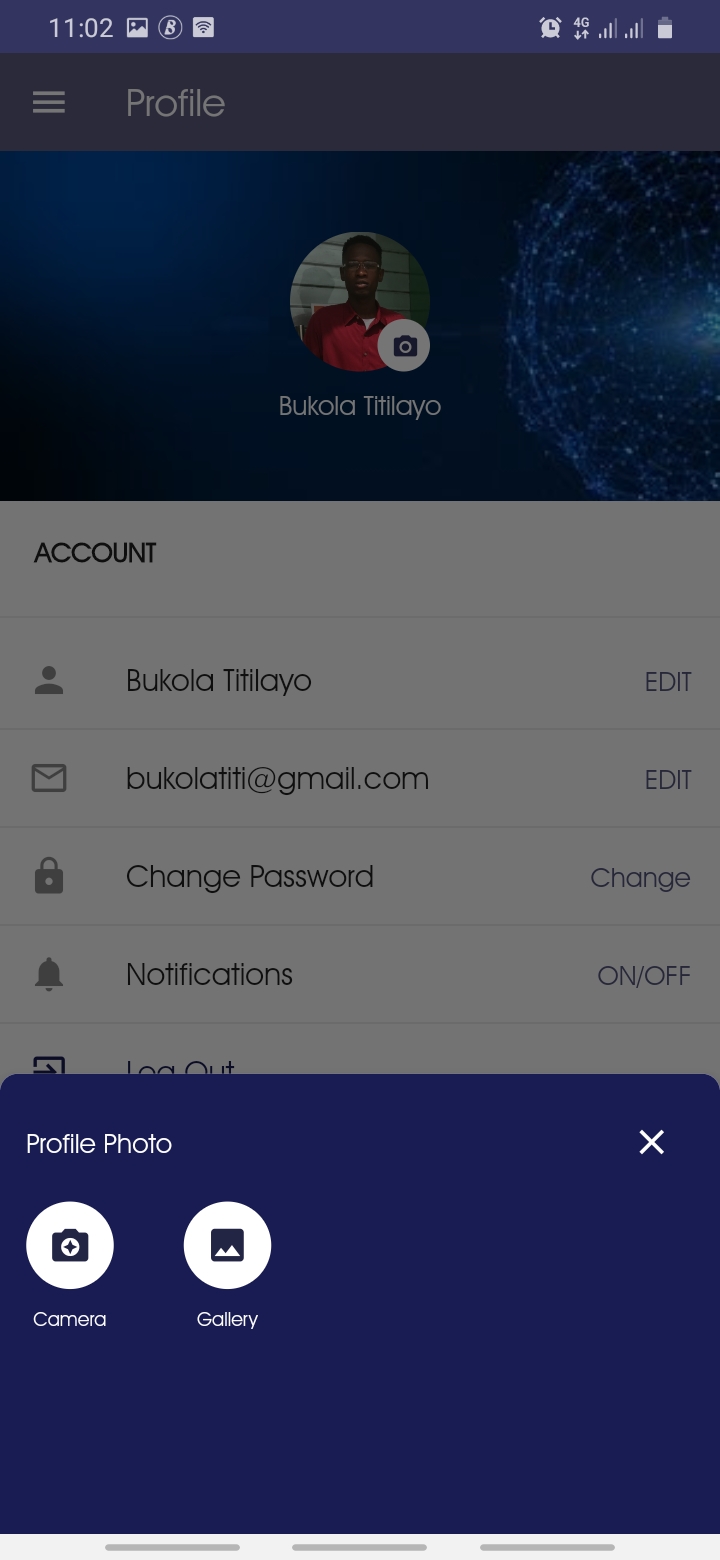 11:02
4G
Profile
Bukola Titilayo
ACCOUNT
Bukola Titilayo EDIT
bukolatiti@gmail.com EDIT
Change Password Change
Notifications ON/OFF
Log Out
Profile Photo
Camera Gallery